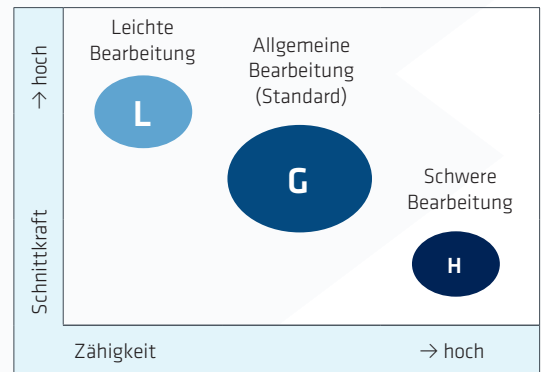 Leichte
Bearbeitung
L
Allgemeine
Bearbeitung
(Standard)
G
Schwere
Bearbeitung
H
Schnittkraft
→ hoch
Zähigkeit
→ hoch